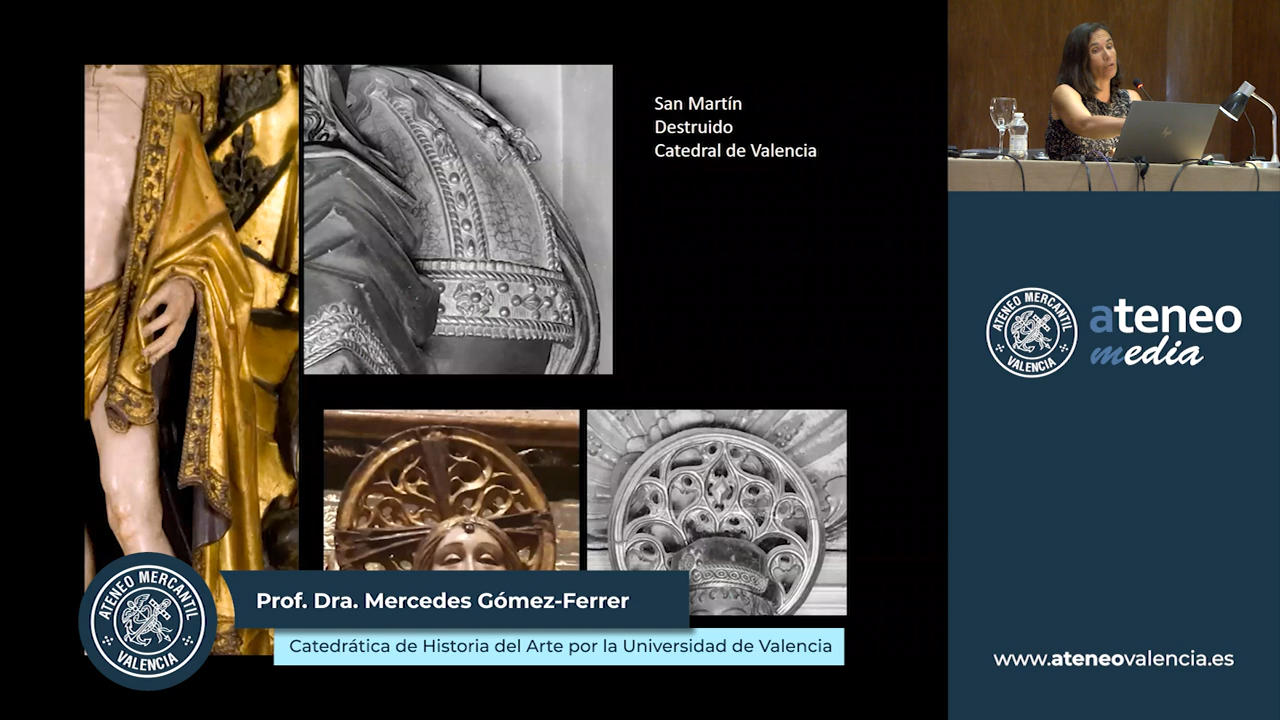 San Martín
Destruido
Catedral de Valencia
ateneo
media
ATENEO MERCANTIL
VALENCIA
ATENEO MERCANTIL
VALENCIA
Prof. Dra. Mercedes Gómez-Ferrer
Catedrática de Historia del Arte por la Universidad de Valencia
www.ateneovalencia.es
hp